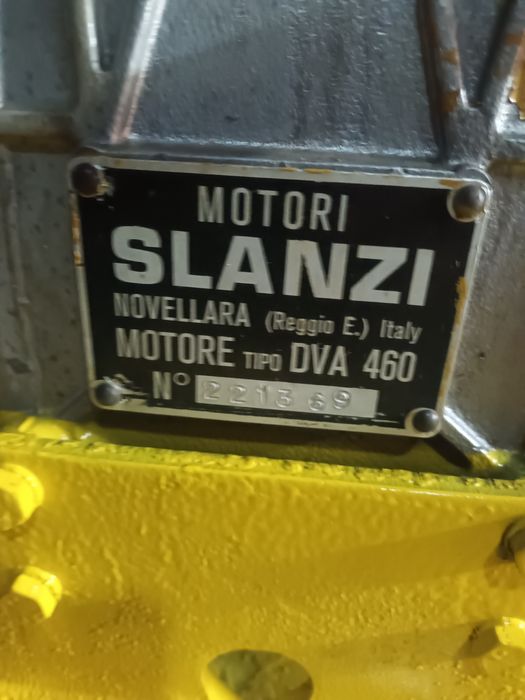 MOTORI
SLANZI
NOVELLARA (Reggio E.) Italy
MOTORE TIPO DVA 460
N° 221369